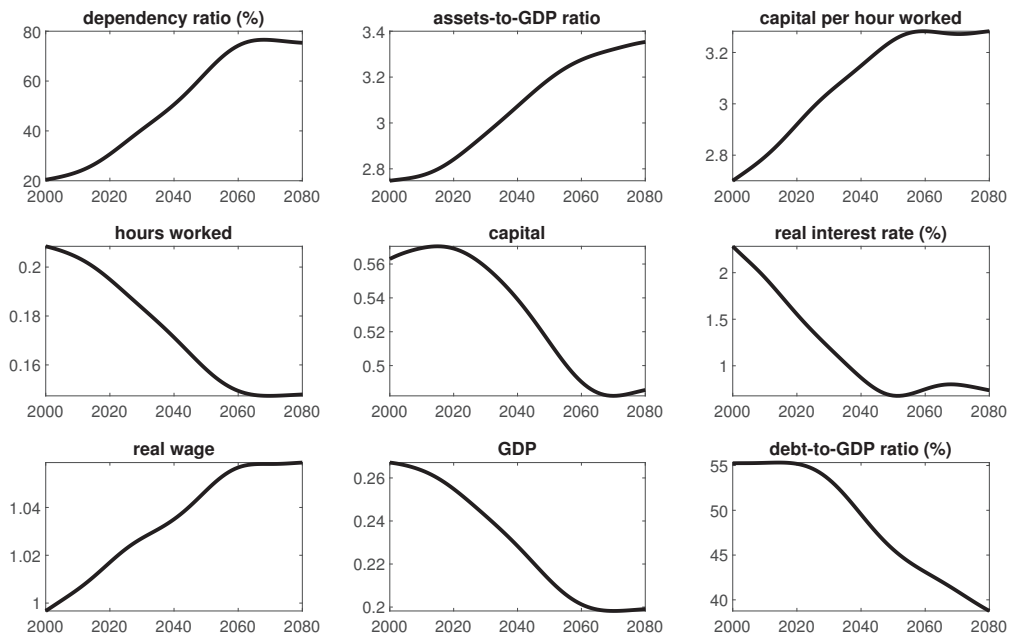 dependency ratio (%)
80
60
40
20
2000 2020 2040 2060 2080
assets-to-GDP ratio
3.4
3.2
3
2.8
2000 2020 2040 2060 2080
capital per hour worked
3.2
3
2.8
2000 2020 2040 2060 2080
hours worked
0.2
0.18
0.16
2000 2020 2040 2060 2080
capital
0.56
0.54
0.52
0.5
2000 2020 2040 2060 2080
real interest rate (%)
2
1.5
1
2000 2020 2040 2060 2080
real wage
1.04
1.02
1
2000 2020 2040 2060 2080
GDP
0.26
0.24
0.22
0.2
2000 2020 2040 2060 2080
debt-to-GDP ratio (%)
55
50
45
40
2000 2020 2040 2060 2080